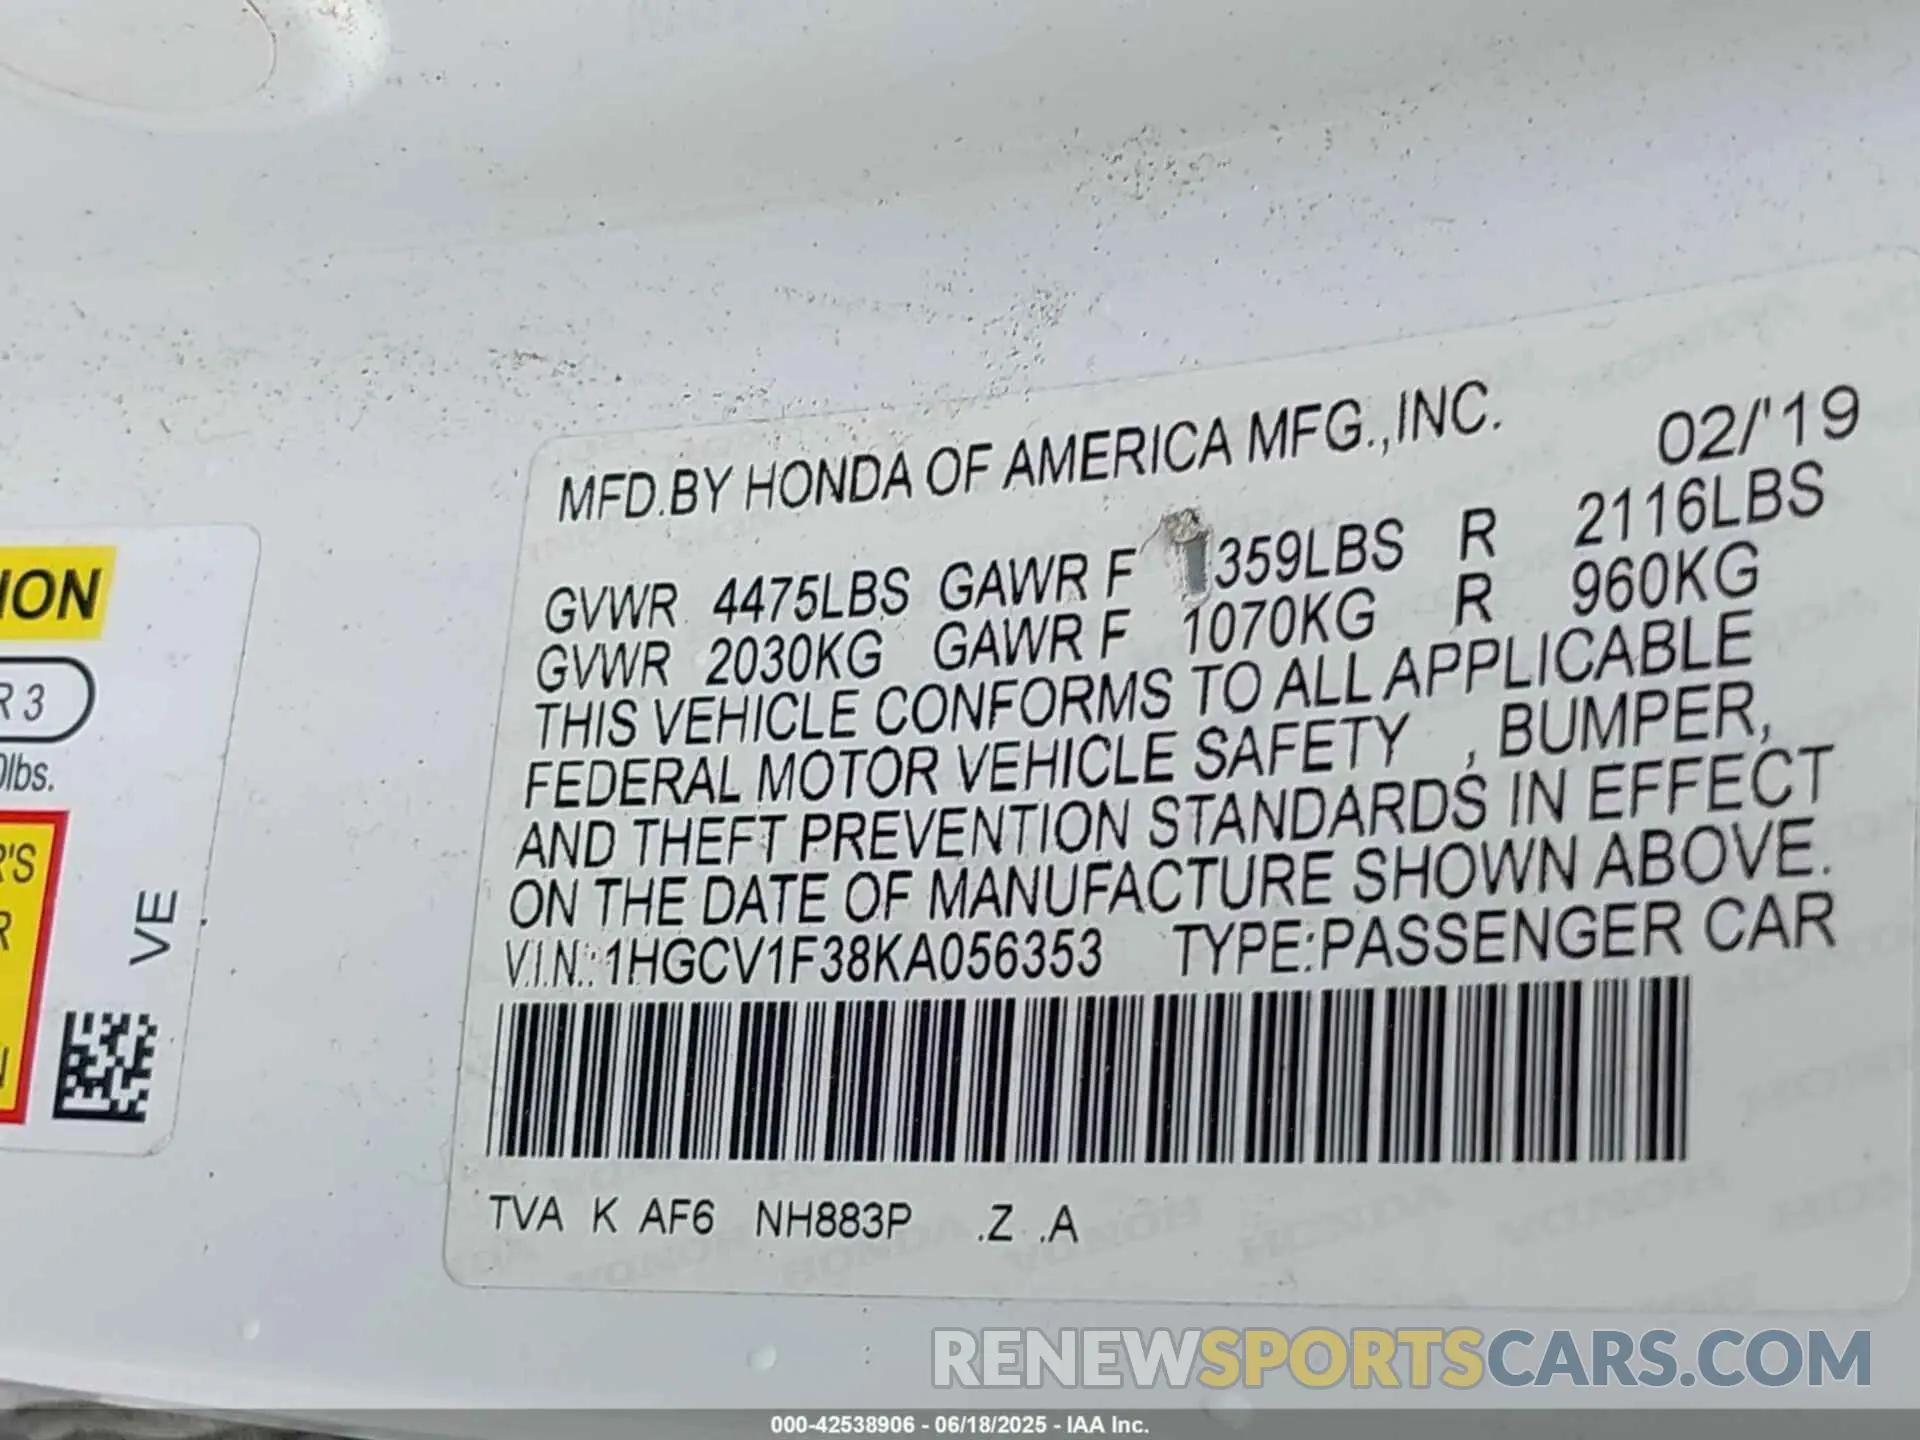 MFD.BY HONDA OF AMERICA MFG.,INC. 02/'19
GVWR 4475LBS GAWR F 359LBS R 2116LBS
GVWR 2030KG GAWR F 1070KG R 960KG
THIS VEHICLE CONFORMS TO ALL APPLICABLE
FEDERAL MOTOR VEHICLE SAFETY , BUMPER,
AND THEFT PREVENTION STANDARDS IN EFFECT
ON THE DATE OF MANUFACTURE SHOWN ABOVE.
V.I.N.: 1HGCV1F38KA056353 TYPE:PASSENGER CAR
TVA K AF6 NH883P .Z .A
ION
R 3
0lbs.
R'S
R
N
VE
HONDA
RENEWSPORTSCARS.COM
000-42538906 - 06/18/2025 - IAA Inc.